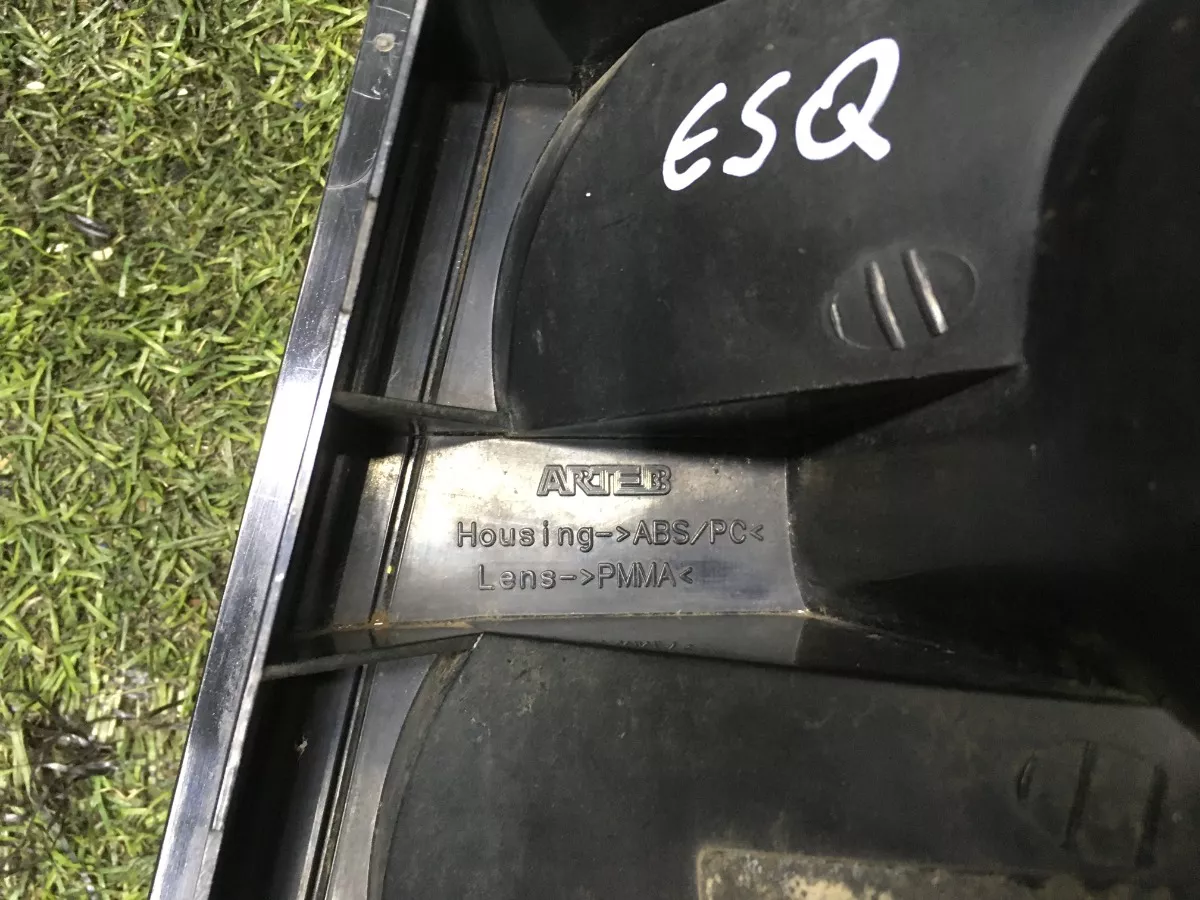 ESQ
ARTEB
Housing->ABS/PC<
Lens->PMMA<